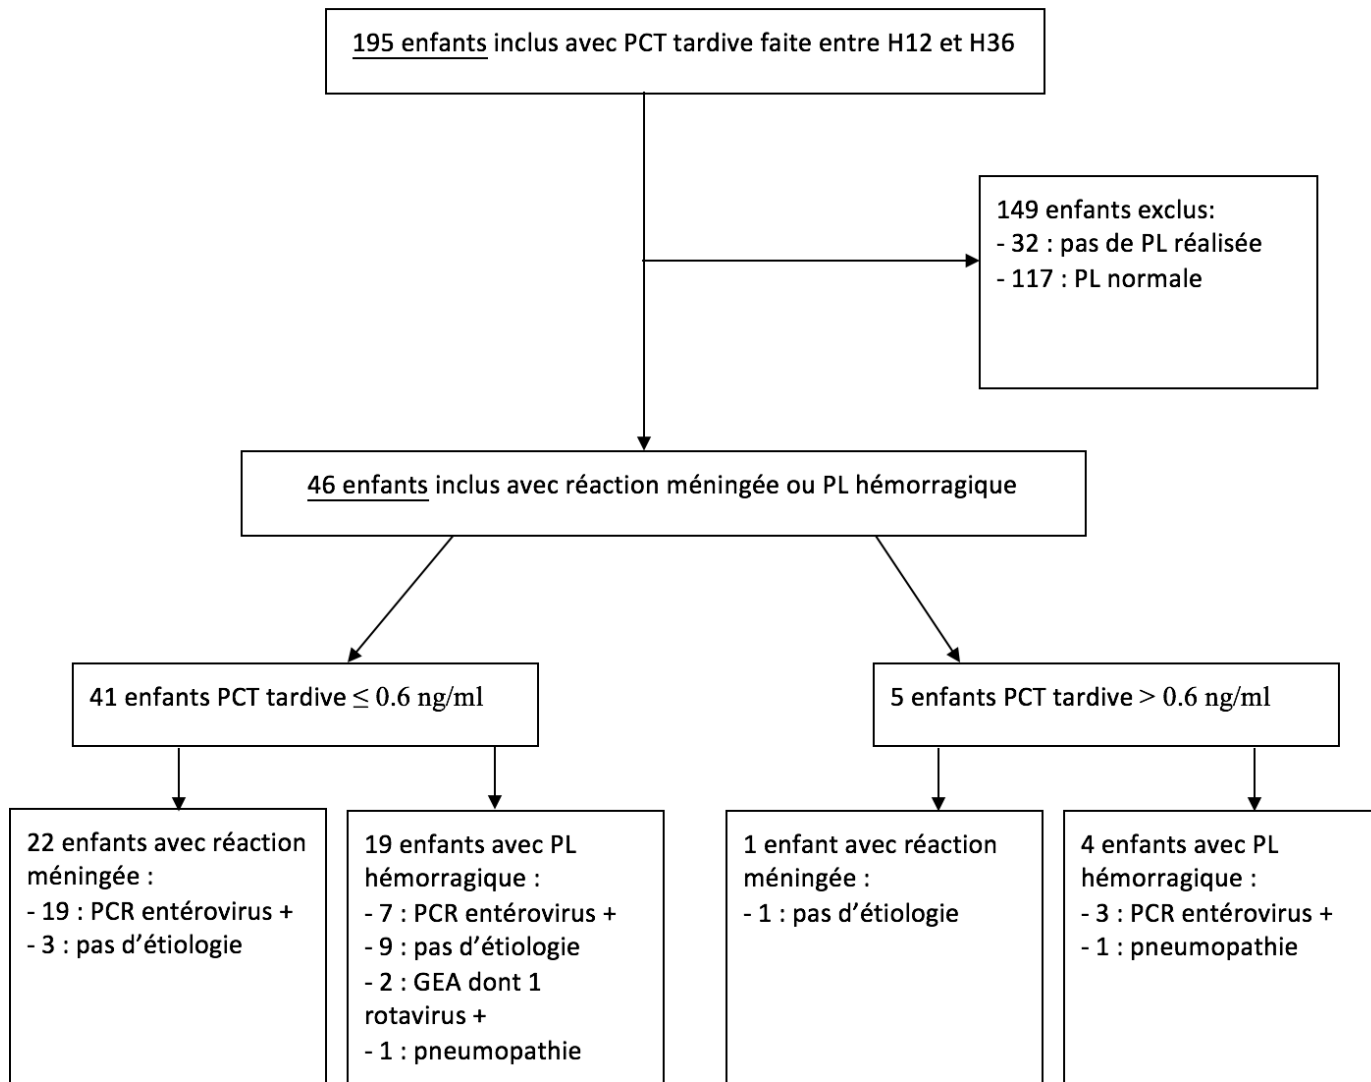 195 enfants inclus avec PCT tardive faite entre H12 et H36
149 enfants exclus:
- 32 : pas de PL réalisée
- 117 : PL normale
46 enfants inclus avec réaction méningée ou PL hémorragique
41 enfants PCT tardive ≤ 0.6 ng/ml
5 enfants PCT tardive > 0.6 ng/ml
22 enfants avec réaction
méningée :
- 19 : PCR entérovirus +
- 3 : pas d’étiologie
19 enfants avec PL
hémorragique :
- 7 : PCR entérovirus +
- 9 : pas d’étiologie
- 2 : GEA dont 1
rotavirus +
- 1 : pneumopathie
1 enfant avec réaction
méningée :
- 1 : pas d’étiologie
4 enfants avec PL
hémorragique :
- 3 : PCR entérovirus +
- 1 : pneumopathie